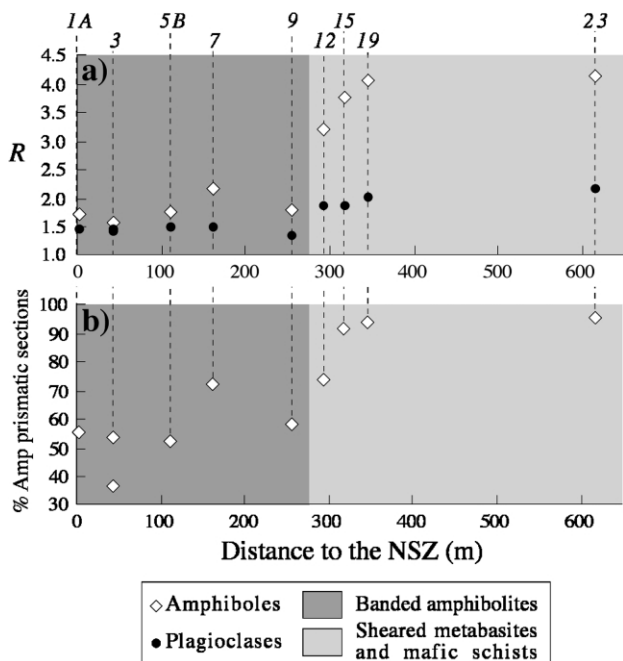 1A 5B 7 9 15 23
3 12 19
a)
4.5
4.0
3.5
3.0
R
2.5
2.0
1.5
1.0
0 100 200 300 400 500 600
b)
100
90
80
70
60
50
40
30
% Amp prismatic sections
0 100 200 300 400 500 600
Distance to the NSZ (m)
Amphiboles
Banded amphibolites
Plagioclases
Sheared metabasites
and mafic schists